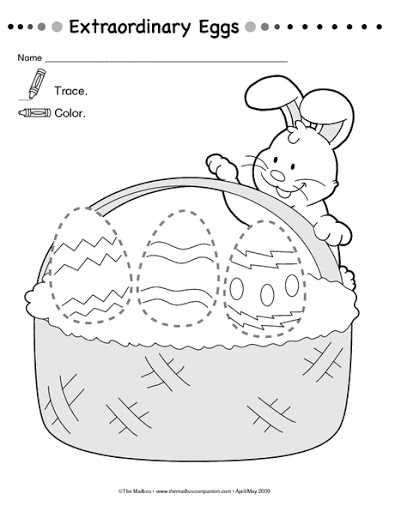 Extraordinary Eggs
Name
Trace.
Color.
©The Mailbox • www.themailboxcompanion.com • April/May 2009